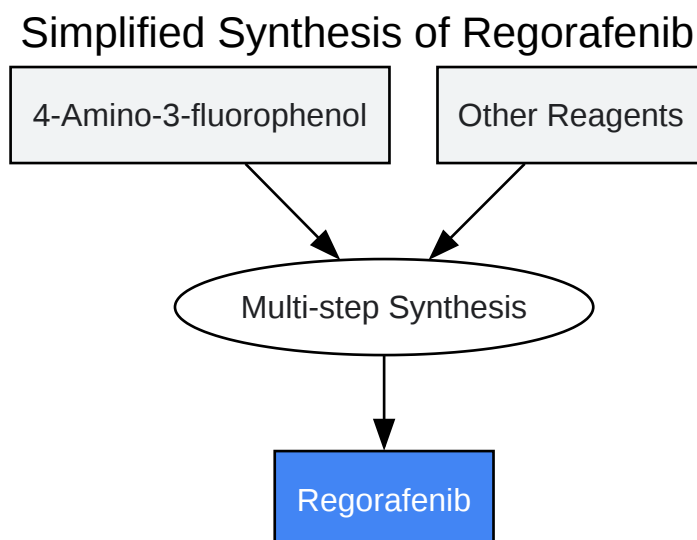 Simplified Synthesis of Regorafenib
4-Amino-3-fluorophenol
Other Reagents
Multi-step Synthesis
Regorafenib